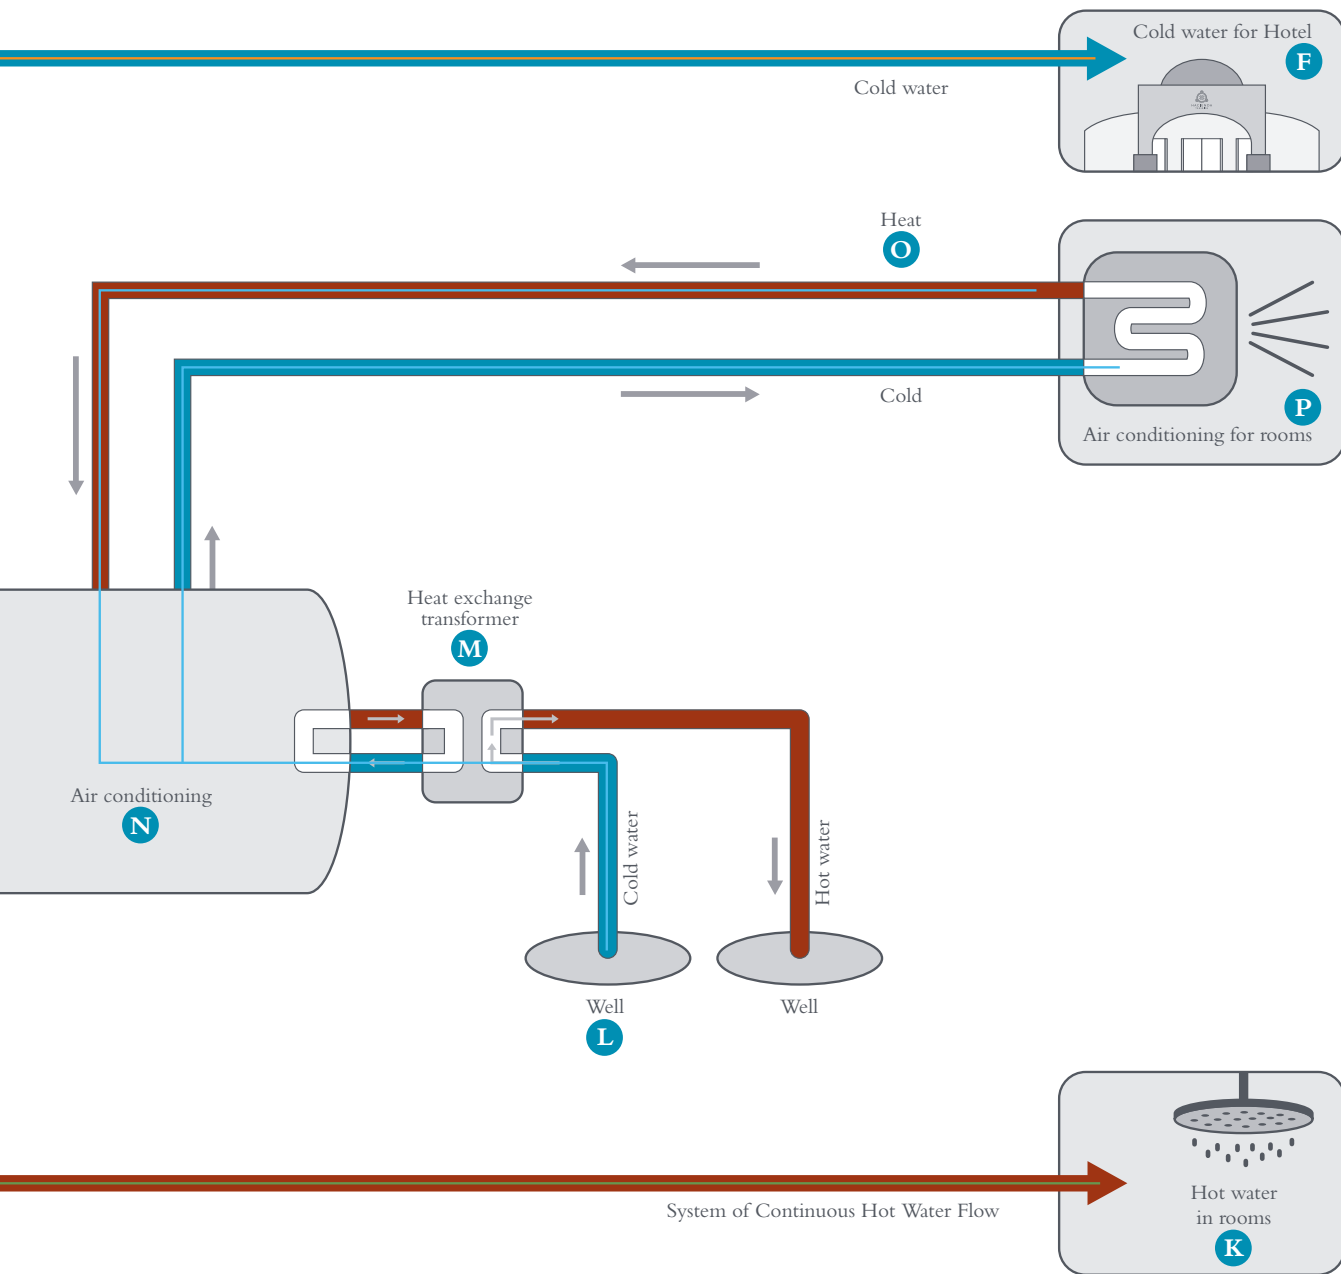 Cold water for Hotel
F
Cold water
Heat
O
Cold
P
Air conditioning for rooms
Heat exchange
transformer
M
Air conditioning
N
Cold water
Hot water
Well
L
Well
System of Continuous Hot Water Flow
Hot water
in rooms
K